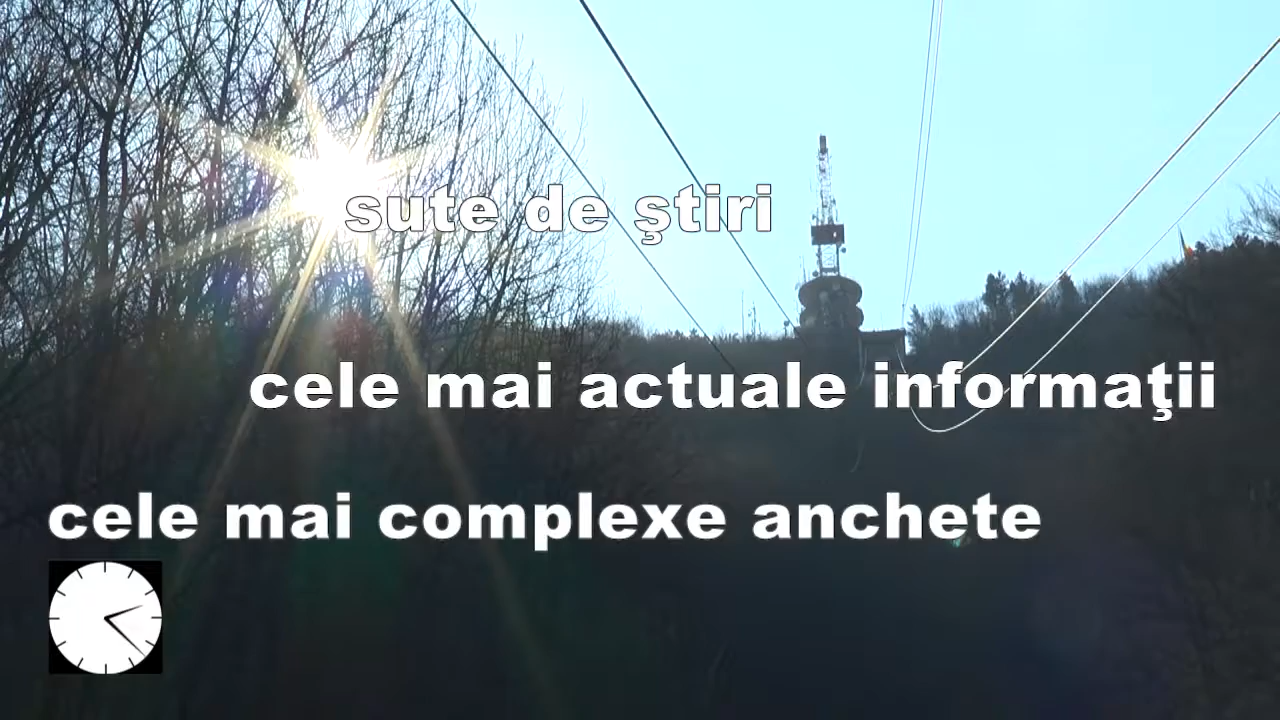 sute de ştiri
cele mai actuale informaţii
cele mai complexe anchete